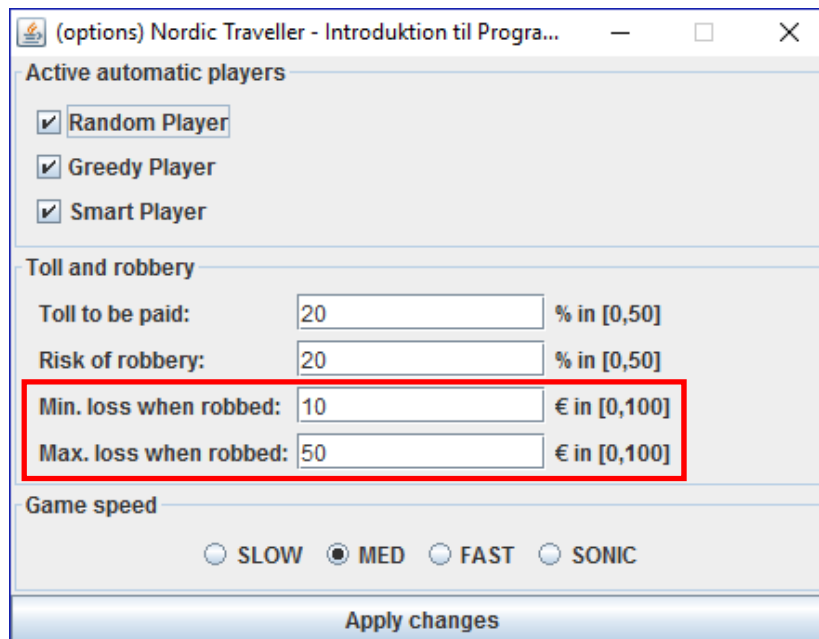 (options) Nordic Traveller - Introduktion til Progra...
Active automatic players
Random Player
Greedy Player
Smart Player
Toll and robbery
Toll to be paid: 20 % in [0,50]
Risk of robbery: 20 % in [0,50]
Min. loss when robbed: 10 € in [0,100]
Max. loss when robbed: 50 € in [0,100]
Game speed
SLOW MED FAST SONIC
Apply changes